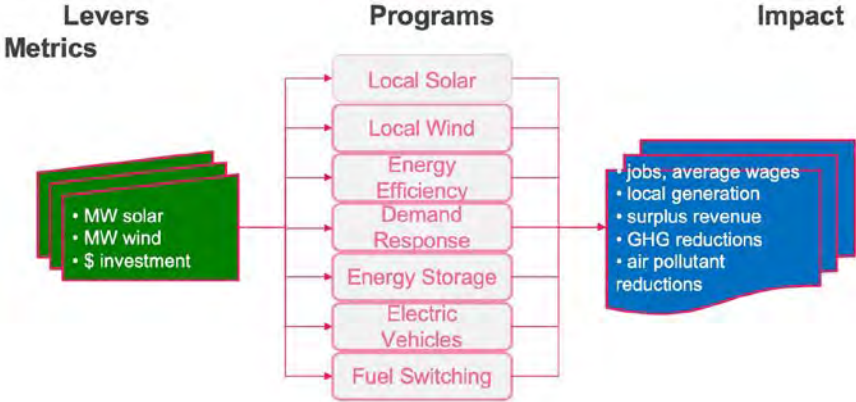 Levers Programs Impact
Metrics
Local Solar
Local Wind
Energy
Efficiency
Demand
Response
Energy Storage
Electric
Vehicles
Fuel Switching
• MW solar
• MW wind
• $ investment
• jobs, average wages
• local generation
• surplus revenue
• GHG reductions
• air pollutant
reductions